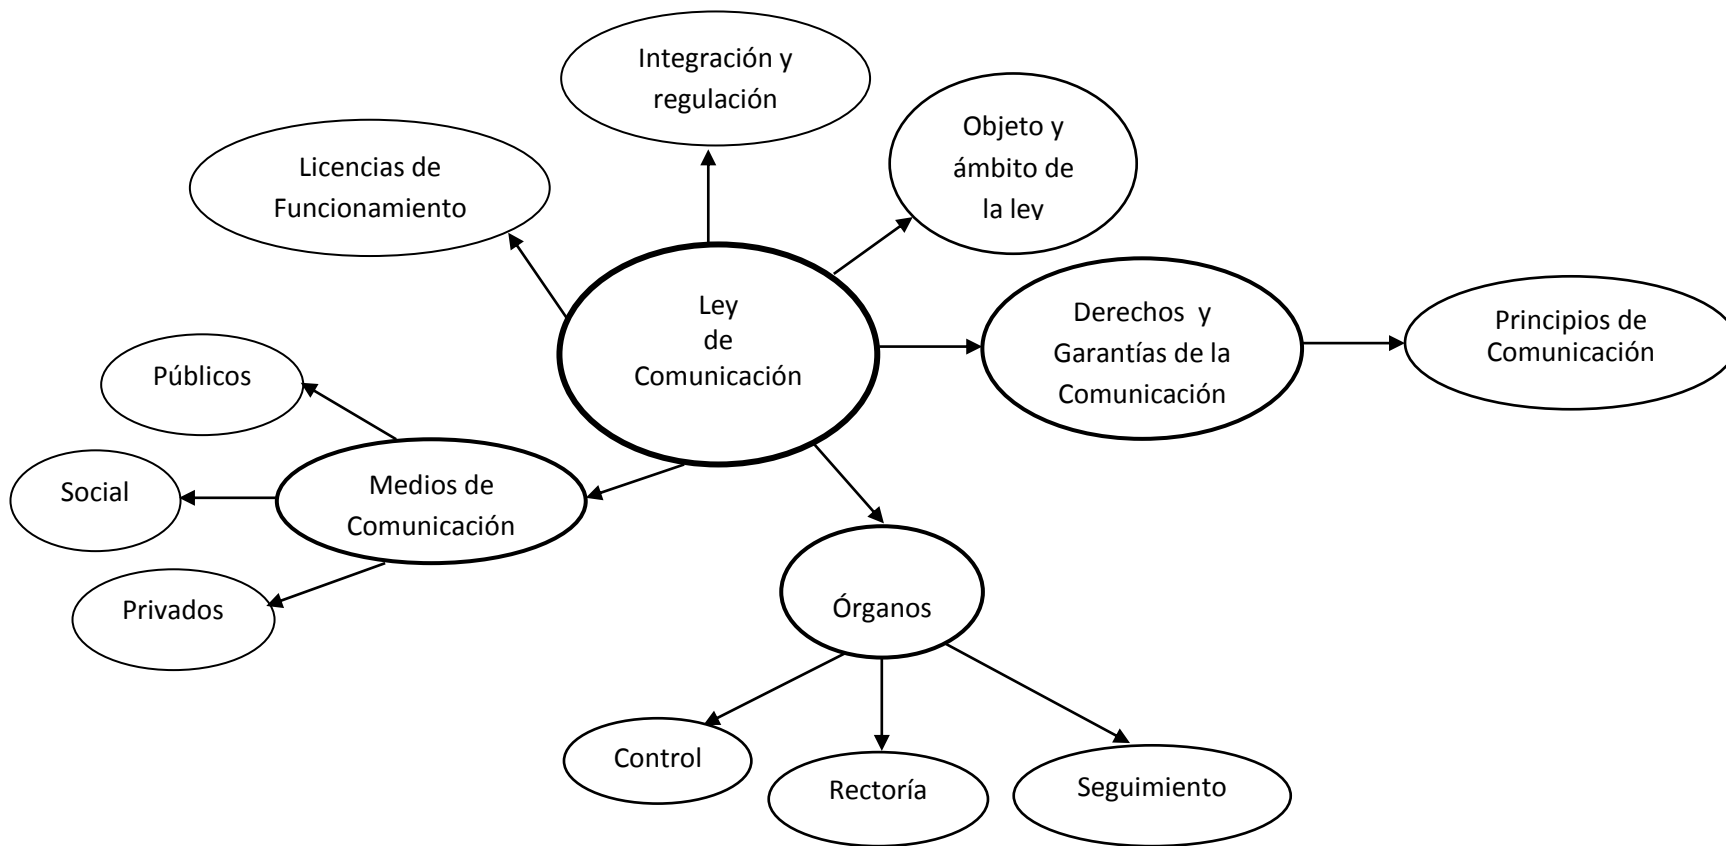 Integración y
regulación
Objeto y
ámbito de
la ley
Licencias de
Funcionamiento
Ley
de
Comunicación
Derechos y
Garantías de la
Comunicación
Principios de
Comunicación
Públicos
Social
Medios de
Comunicación
Privados
Órganos
Control
Rectoría
Seguimiento